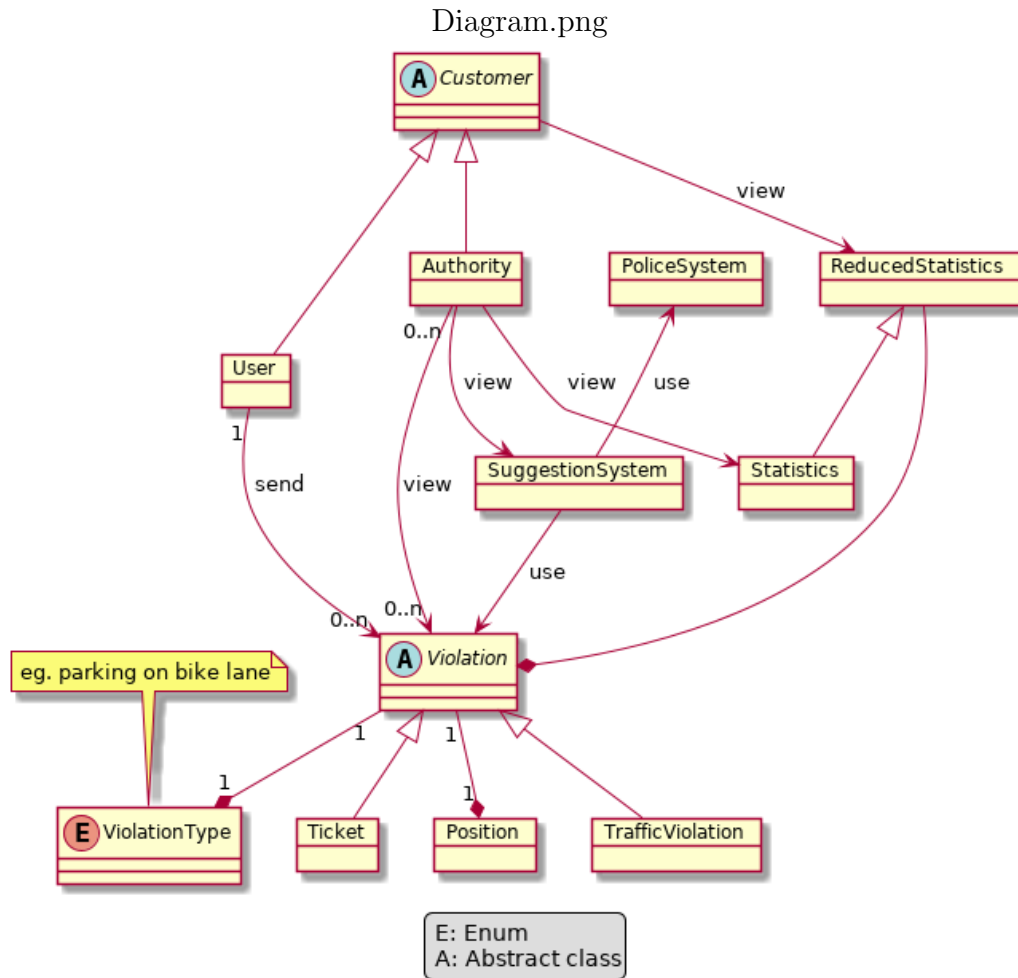 Diagram.png
A Customer
view
Authority
PoliceSystem
ReducedStatistics
0..n
User
view
view
use
1
SuggestionSystem
Statistics
send
view
use
0..n
0..n
A Violation
eg. parking on bike lane
1
1
1
1
E ViolationType
Ticket
Position
TrafficViolation
E: Enum
A: Abstract class